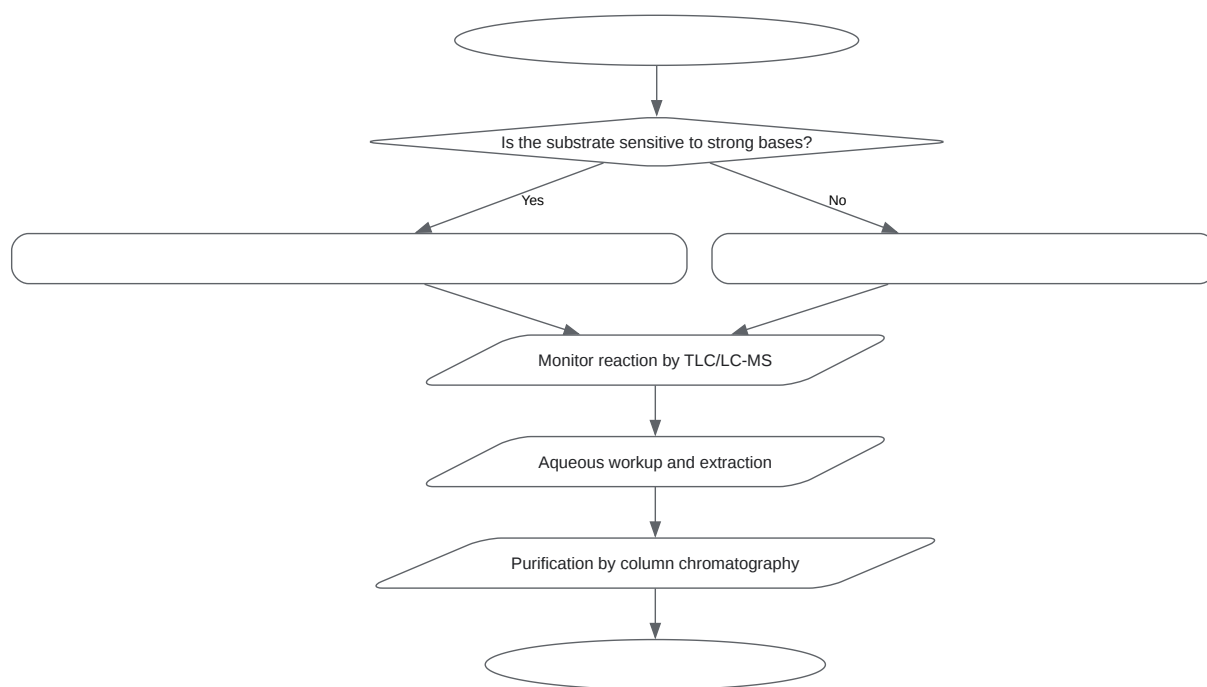 Is the substrate sensitive to strong bases?
Yes
No
Monitor reaction by TLC/LC-MS
Aqueous workup and extraction
Purification by column chromatography